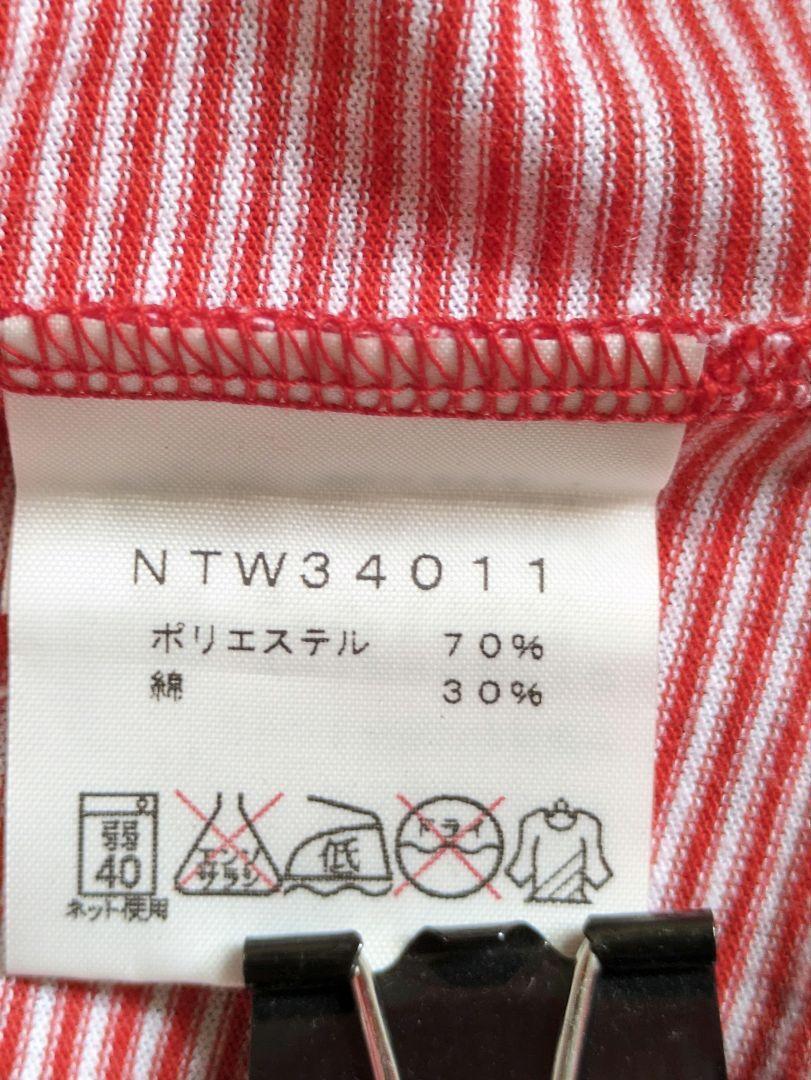 NTW34011
ポリエステル 70%
綿 30%
弱
40
ネット使用
エンソ
サラシ
低
ドライ